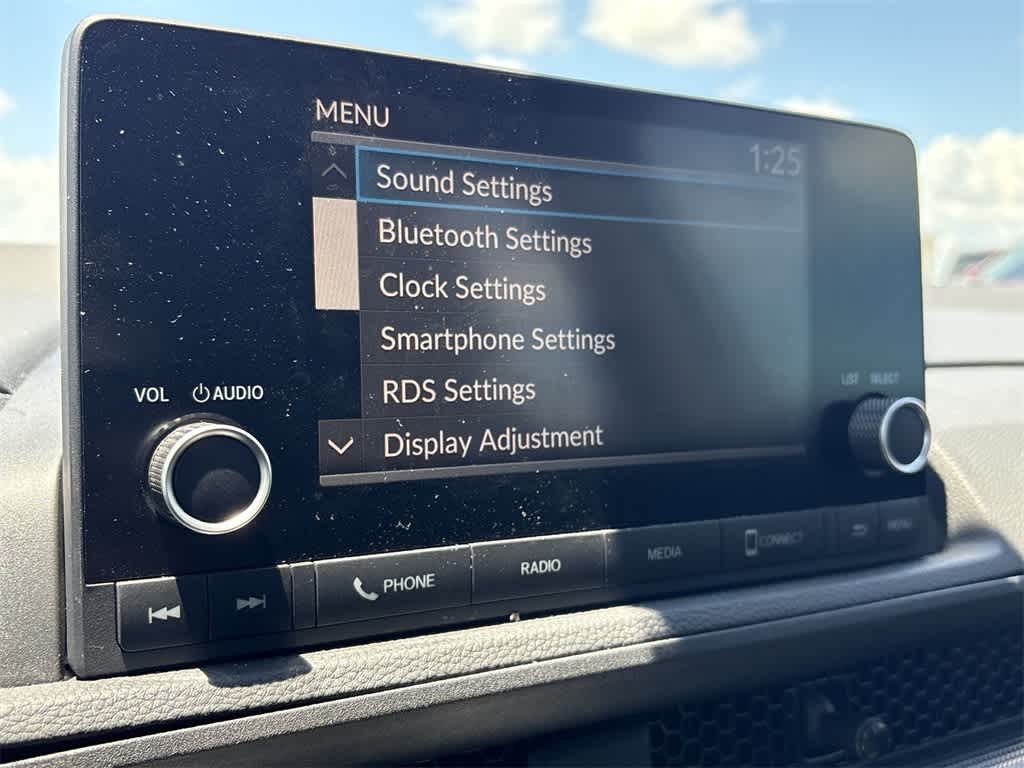 MENU
1:25
Sound Settings
Bluetooth Settings
Clock Settings
Smartphone Settings
RDS Settings
Display Adjustment
VOL AUDIO
LIST SELECT
PHONE
RADIO
MEDIA
CONNECT
MENU